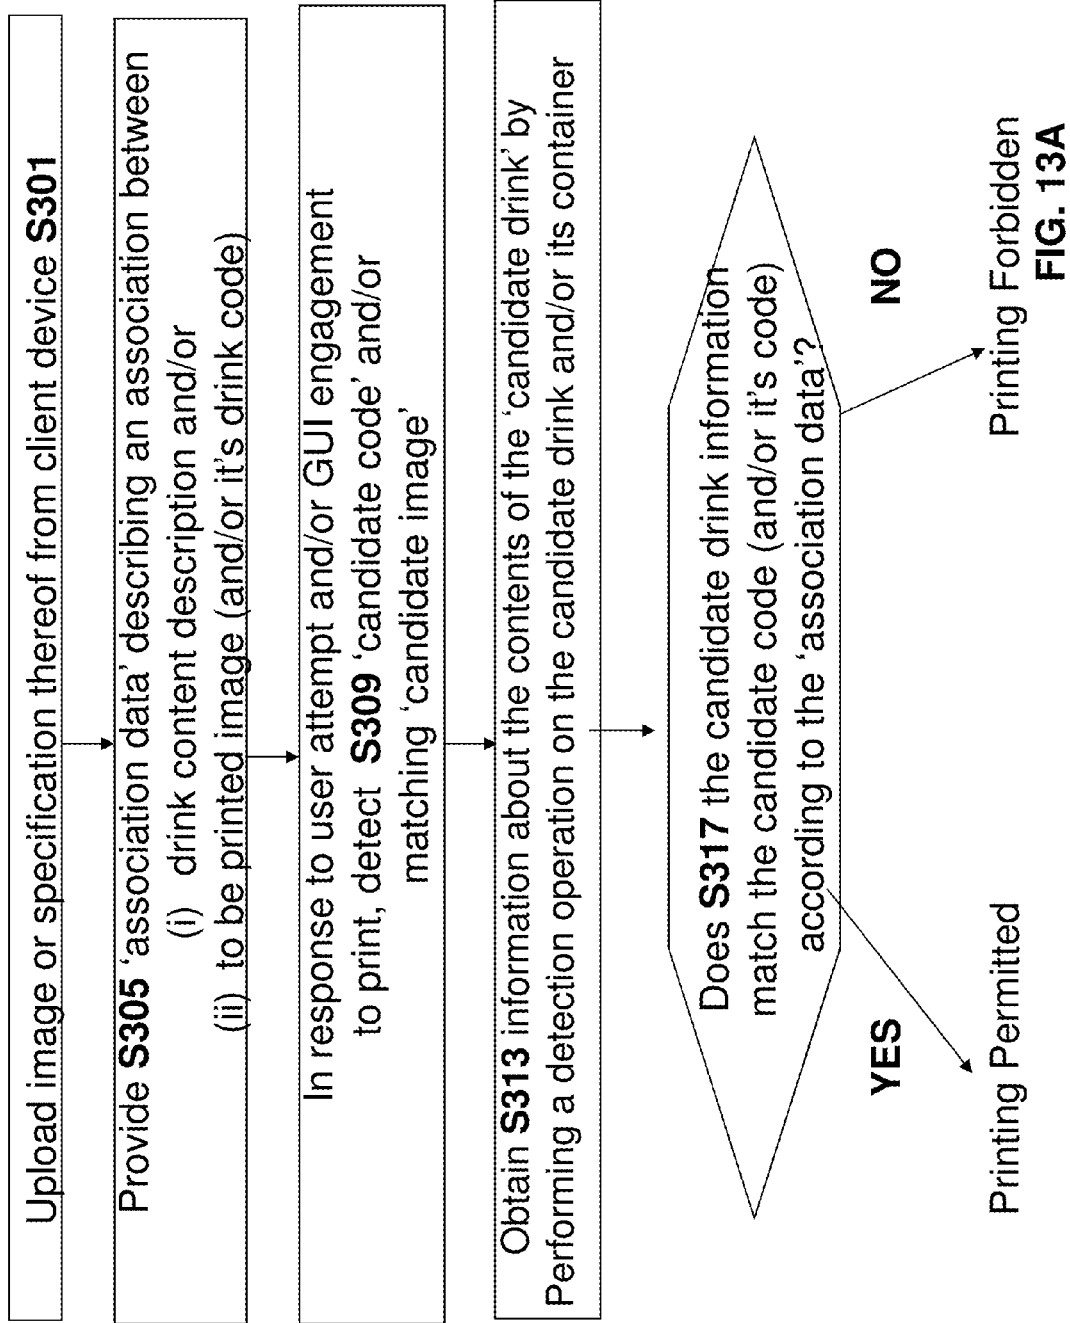 Upload image or specification thereof from client device S301
Provide S305 ‘association data’ describing an association between
(i) drink content description and/or
(ii) to be printed image (and/or it’s drink code)
In response to user attempt and/or GUI engagement
to print, detect S309 ‘candidate code’ and/or
matching ‘candidate image’
Obtain S313 information about the contents of the ‘candidate drink’ by
Performing a detection operation on the candidate drink and/or its container
Does S317 the candidate drink information
match the candidate code (and/or it’s code)
according to the ‘association data’?
YES
NO
Printing Permitted
Printing Forbidden
FIG. 13A